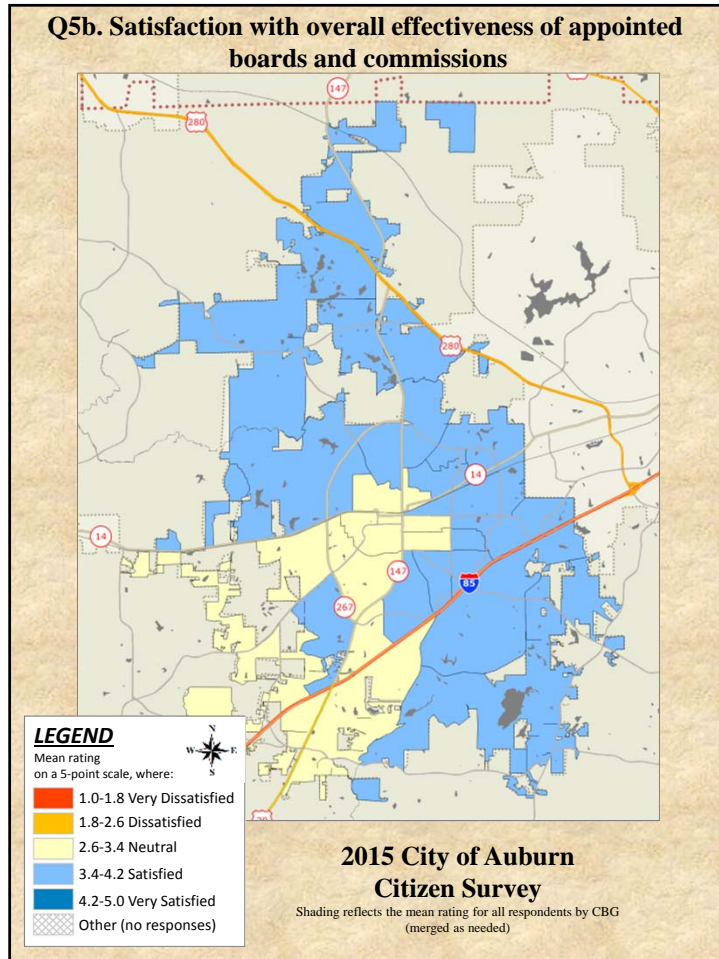 Q5b. Satisfaction with overall effectiveness of appointed
boards and commissions
147
280
280
14
14
147
85
267
LEGEND
Mean rating
on a 5-point scale, where:
N
W E
S
1.0-1.8 Very Dissatisfied
1.8-2.6 Dissatisfied
2.6-3.4 Neutral
3.4-4.2 Satisfied
4.2-5.0 Very Satisfied
Other (no responses)
2015 City of Auburn
Citizen Survey
Shading reflects the mean rating for all respondents by CBG
(merged as needed)